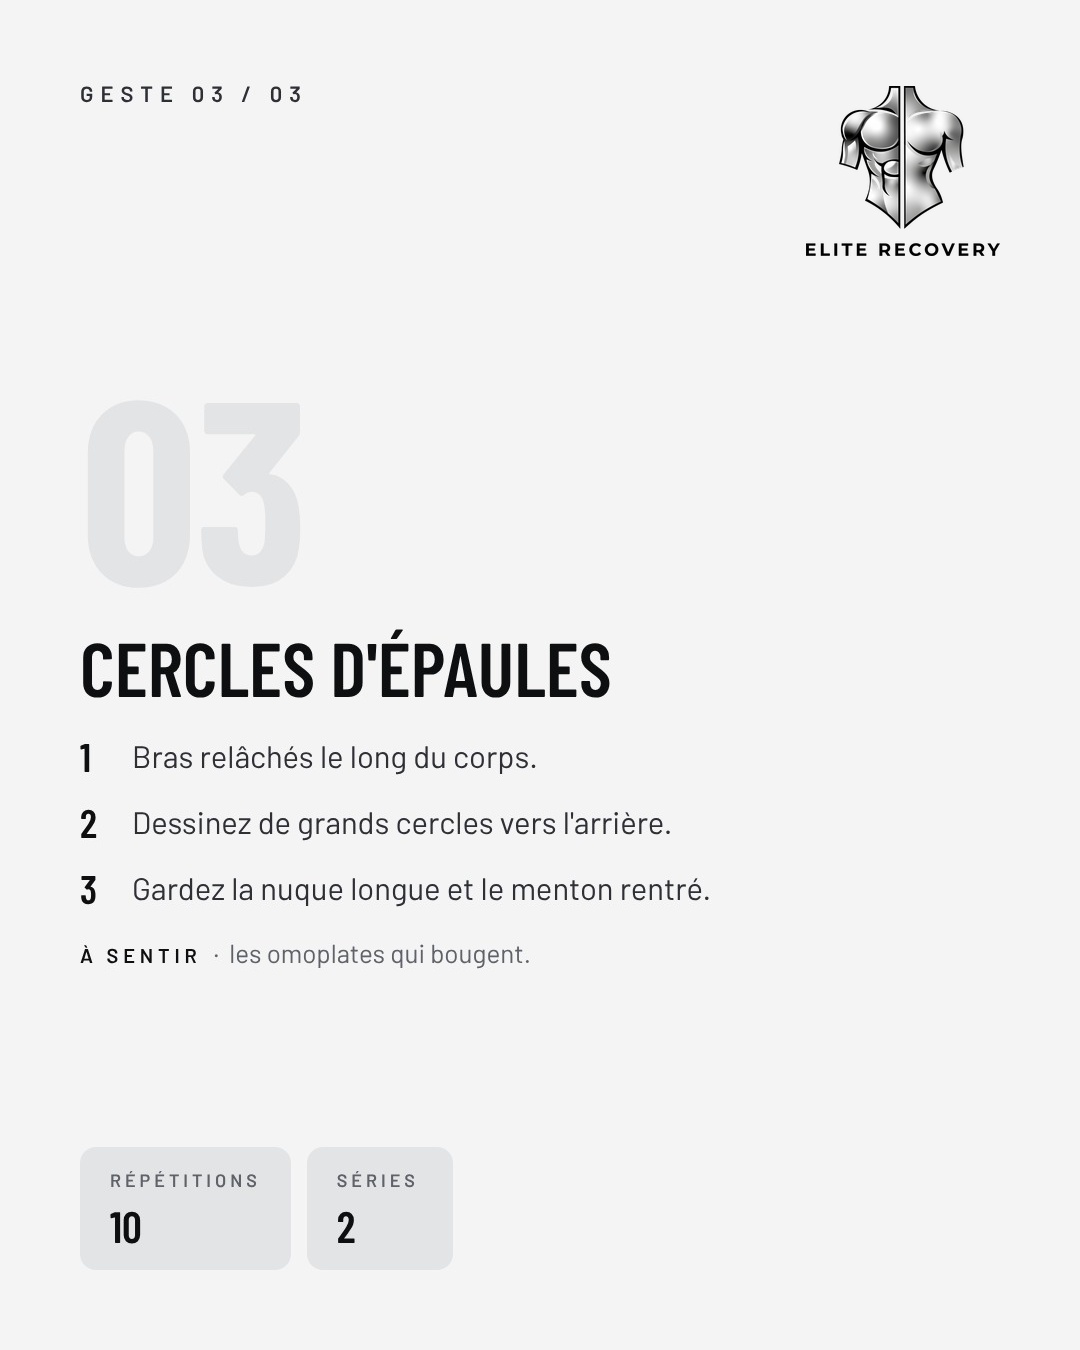 GESTE 03 / 03
ELITE RECOVERY
03
CERCLES D'ÉPAULES
1 Bras relâchés le long du corps.
2 Dessinez de grands cercles vers l'arrière.
3 Gardez la nuque longue et le menton rentré.
À SENTIR · les omoplates qui bougent.
RÉPÉTITIONS
10
SÉRIES
2